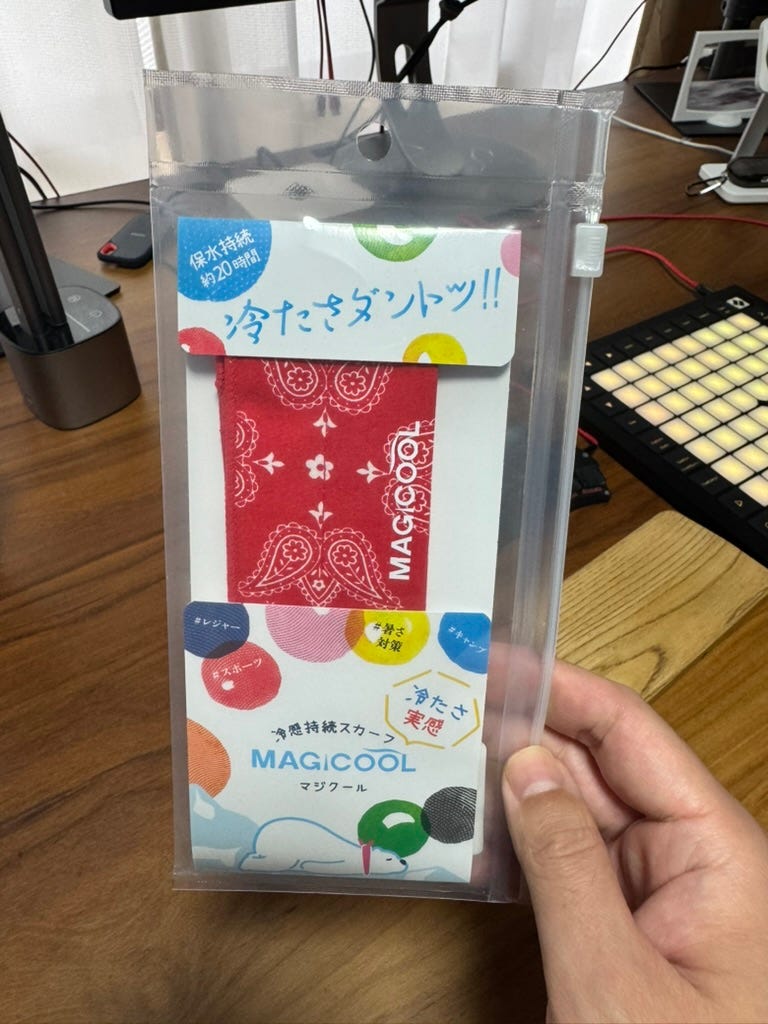 保水持続
約20時間
冷たさダントツ!!
MAGICOOL
#レジャー
#スポーツ
#暑さ
対策
#キャンプ
冷たさ
実感
冷感持続スカーフ
MAGICOOL
マジクール